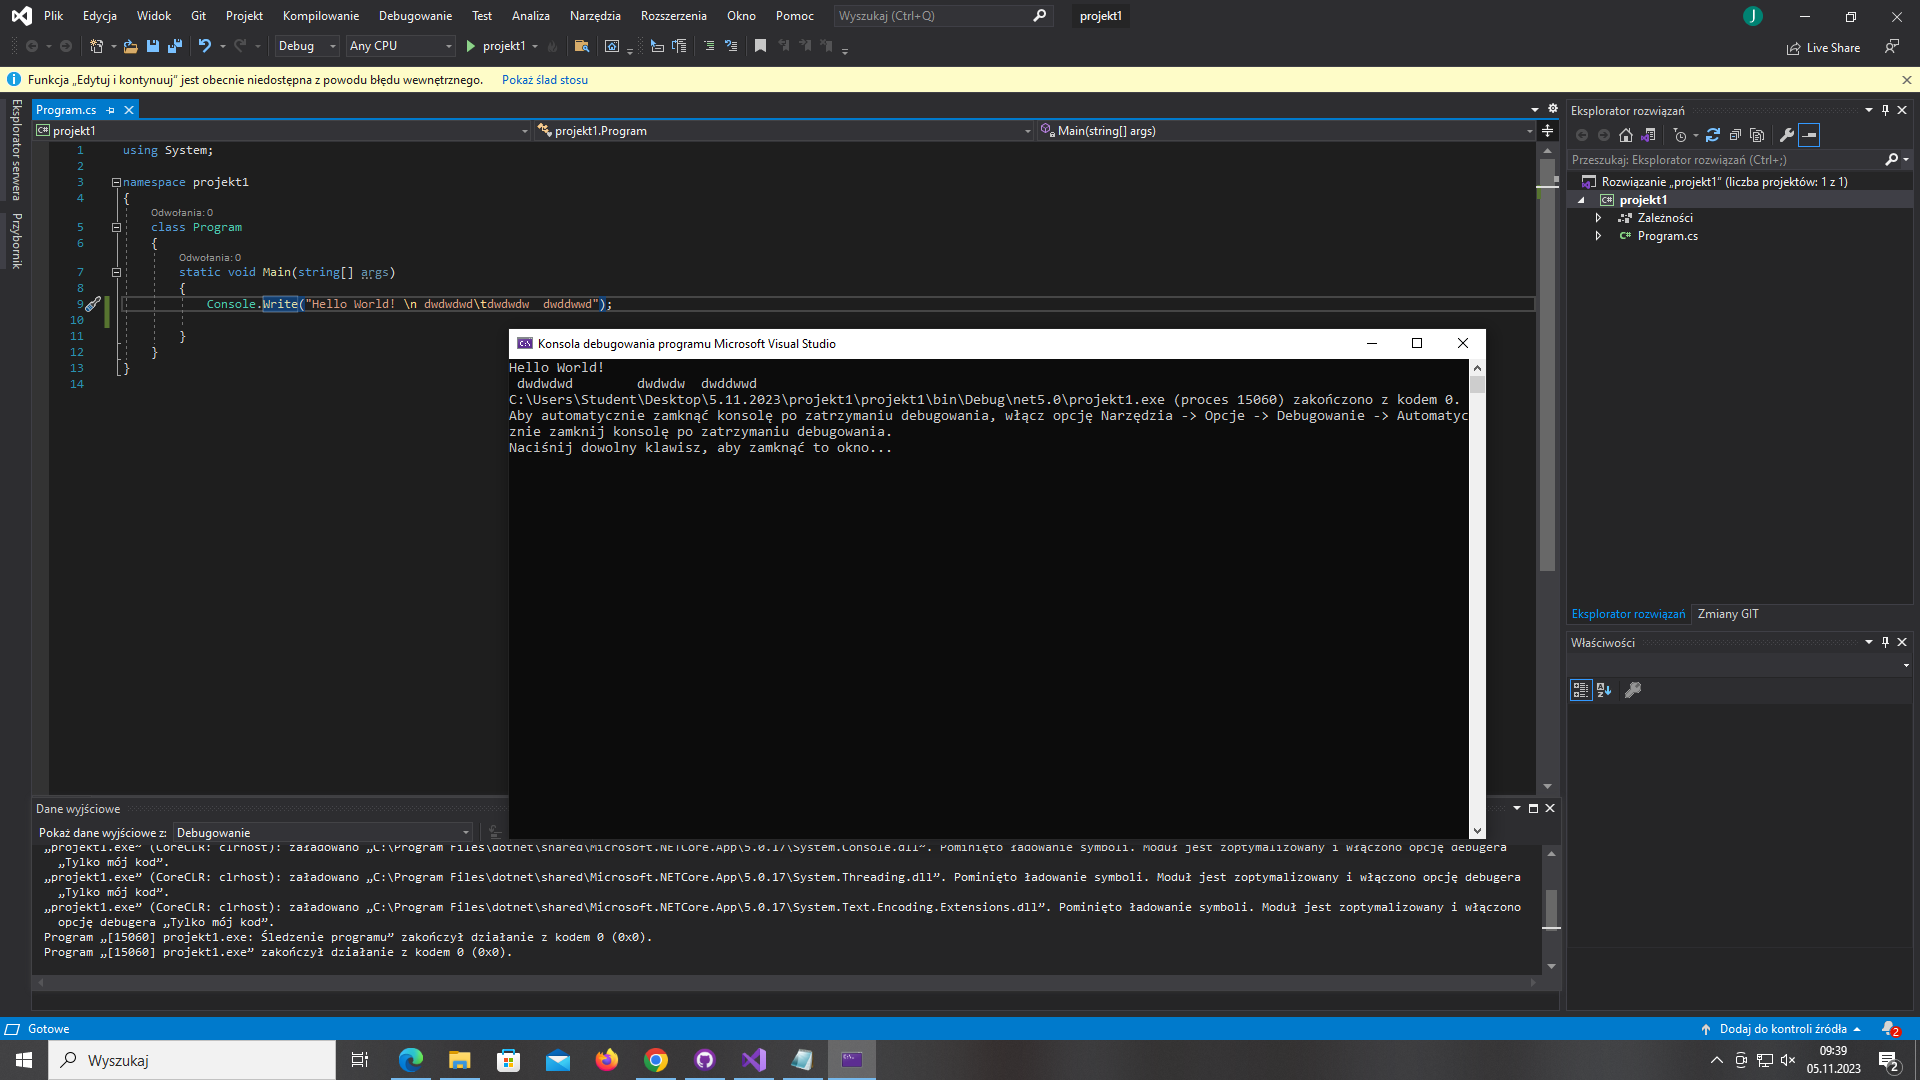 Plik Edycja Widok Git Projekt Kompilowanie Debugowanie Test Analiza Narzędzia Rozszerzenia Okno Pomoc Wyszukaj (Ctrl+Q) projekt1 J
Debug Any CPU projekt1 Live Share
Funkcja „Edytuj i kontynuuj” jest obecnie niedostępna z powodu błędu wewnętrznego. Pokaż ślad stosu
Eksplorator serwera
Przybornik
Program.cs
projekt1 projekt1.Program Main(string[] args)
1 using System;
2
3 namespace projekt1
4 {
Odwołania: 0
5 class Program
6 {
Odwołania: 0
7 static void Main(string[] args)
8 {
9 Console.Write("Hello World! \n dwdwdwd\tdwdwdw  dwddwwd");
10
11 }
12 }
13 }
14
Konsola debugowania programu Microsoft Visual Studio
Hello World!
dwdwdwd dwdwdw dwddwwd
C:\Users\Student\Desktop\5.11.2023\projekt1\projekt1\bin\Debug\net5.0\projekt1.exe (proces 15060) zakończono z kodem 0.
Aby automatycznie zamknąć konsolę po zatrzymaniu debugowania, włącz opcję Narzędzia -> Opcje -> Debugowanie -> Automatyc
znie zamknij konsolę po zatrzymaniu debugowania.
Naciśnij dowolny klawisz, aby zamknąć to okno...
Eksplorator rozwiązań
Przeszukaj: Eksplorator rozwiązań (Ctrl+;)
Rozwiązanie „projekt1” (liczba projektów: 1 z 1)
C# projekt1
Zależności
C# Program.cs
Eksplorator rozwiązań Zmiany GIT
Właściwości
Dane wyjściowe
Pokaż dane wyjściowe z: Debugowanie
„projekt1.exe” (CoreCLR: clrhost): załadowano „C:\Program Files\dotnet\shared\Microsoft.NETCore.App\5.0.17\System.Console.dll”. Pominięto ładowanie symboli. Moduł jest zoptymalizowany i włączono opcję debugera
„Tylko mój kod”.
„projekt1.exe” (CoreCLR: clrhost): załadowano „C:\Program Files\dotnet\shared\Microsoft.NETCore.App\5.0.17\System.Threading.dll”. Pominięto ładowanie symboli. Moduł jest zoptymalizowany i włączono opcję debugera
„Tylko mój kod”.
„projekt1.exe” (CoreCLR: clrhost): załadowano „C:\Program Files\dotnet\shared\Microsoft.NETCore.App\5.0.17\System.Text.Encoding.Extensions.dll”. Pominięto ładowanie symboli. Moduł jest zoptymalizowany i włączono
opcję debugera „Tylko mój kod”.
Program „[15060] projekt1.exe: Śledzenie programu” zakończył działanie z kodem 0 (0x0).
Program „[15060] projekt1.exe” zakończył działanie z kodem 0 (0x0).
Gotowe Dodaj do kontroli źródła 2
Wyszukaj
09:39
05.11.2023
2